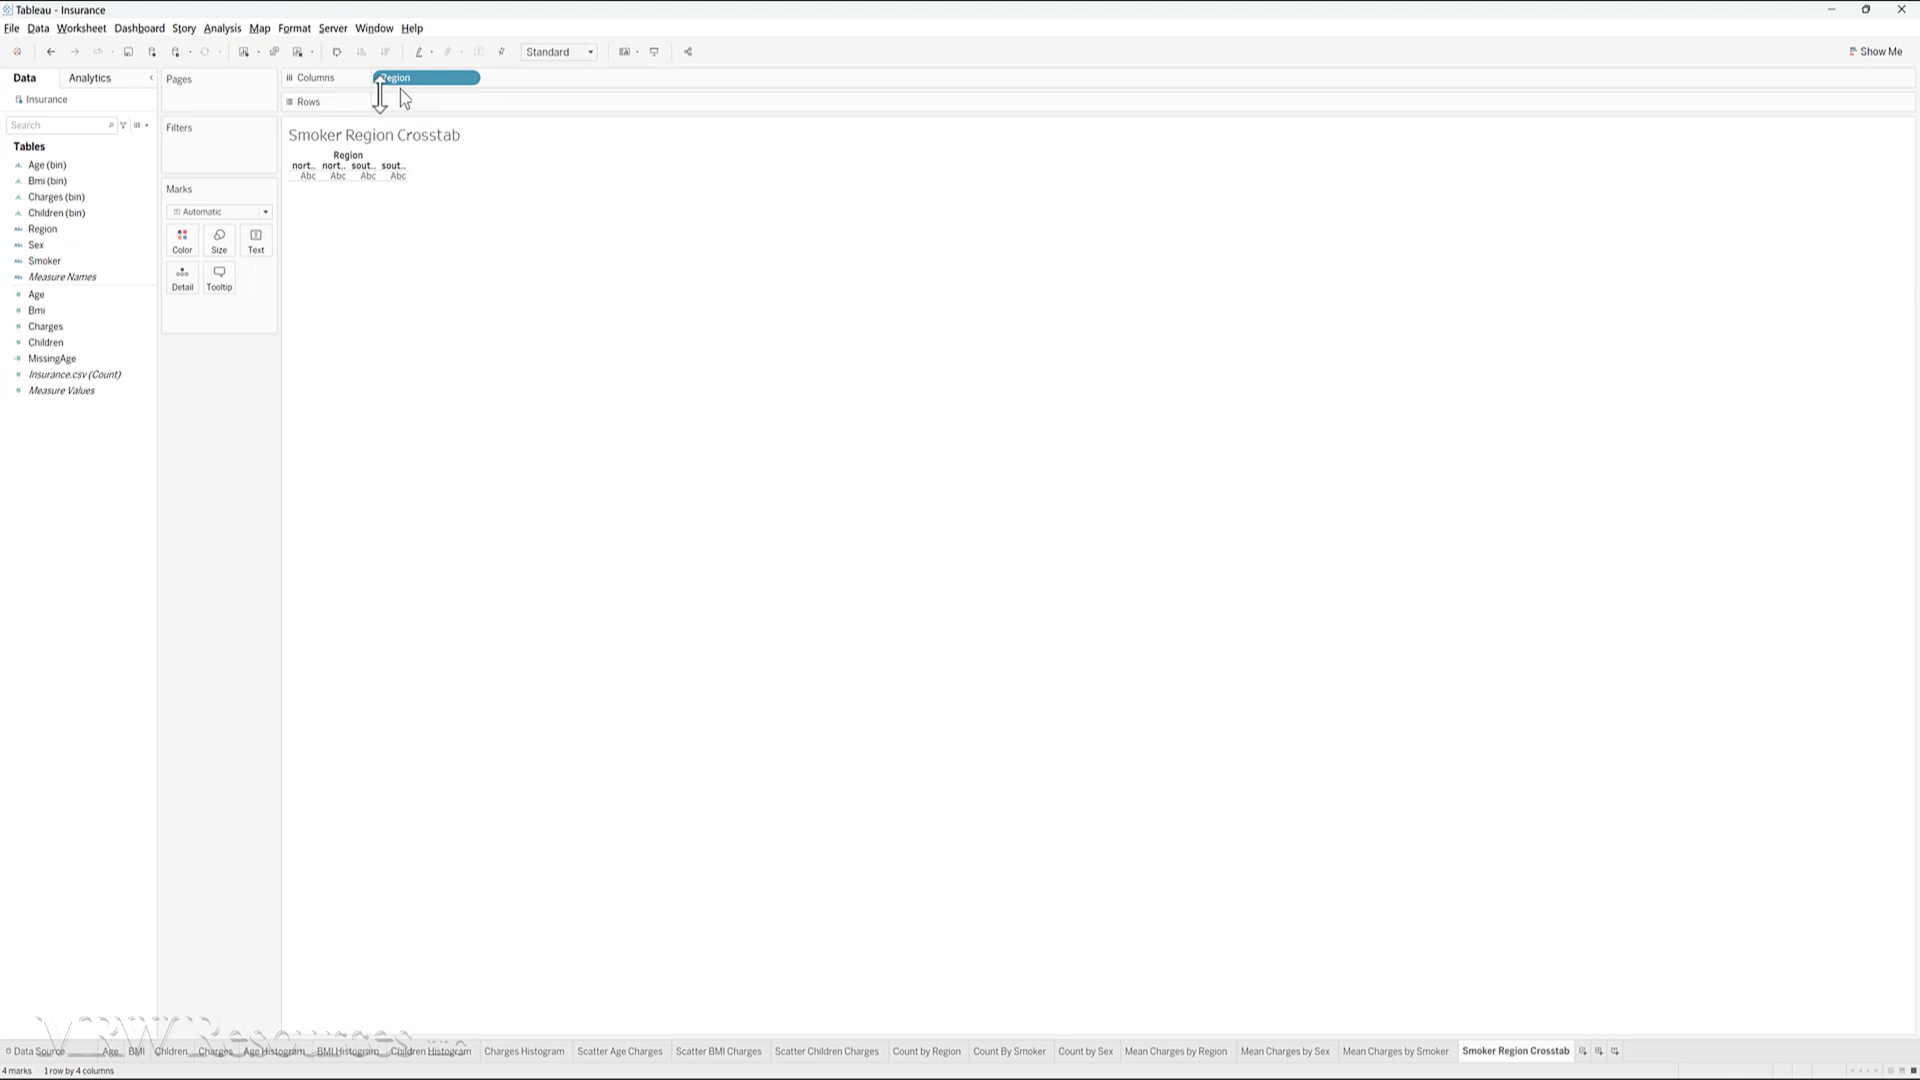 Tableau - Insurance
File Data Worksheet Dashboard Story Analysis Map Format Server Window Help
Standard
Show Me
Data Analytics
Insurance
Search
Tables
Age (bin)
Bmi (bin)
Charges (bin)
Children (bin)
Region
Sex
Smoker
Measure Names
Age
Bmi
Charges
Children
MissingAge
Insurance.csv (Count)
Measure Values
Pages
Filters
Marks
Automatic
Color Size Text
Detail Tooltip
Columns Region
Rows
Smoker Region Crosstab
Region
nort.. nort.. sout.. sout..
Abc Abc Abc Abc
VRW Resources
Data Source Age BMI Chldren Charges Age Histogram BMI Histogram Children Histogram Charges Histogram Scatter Age Charges Scatter BMI Charges Scatter Children Charges Count by Region Count By Smoker Count by Sex Mean Charges by Region Mean Charges by Sex Mean Charges by Smoker Smoker Region Crosstab
4 marks 1 row by 4 columns